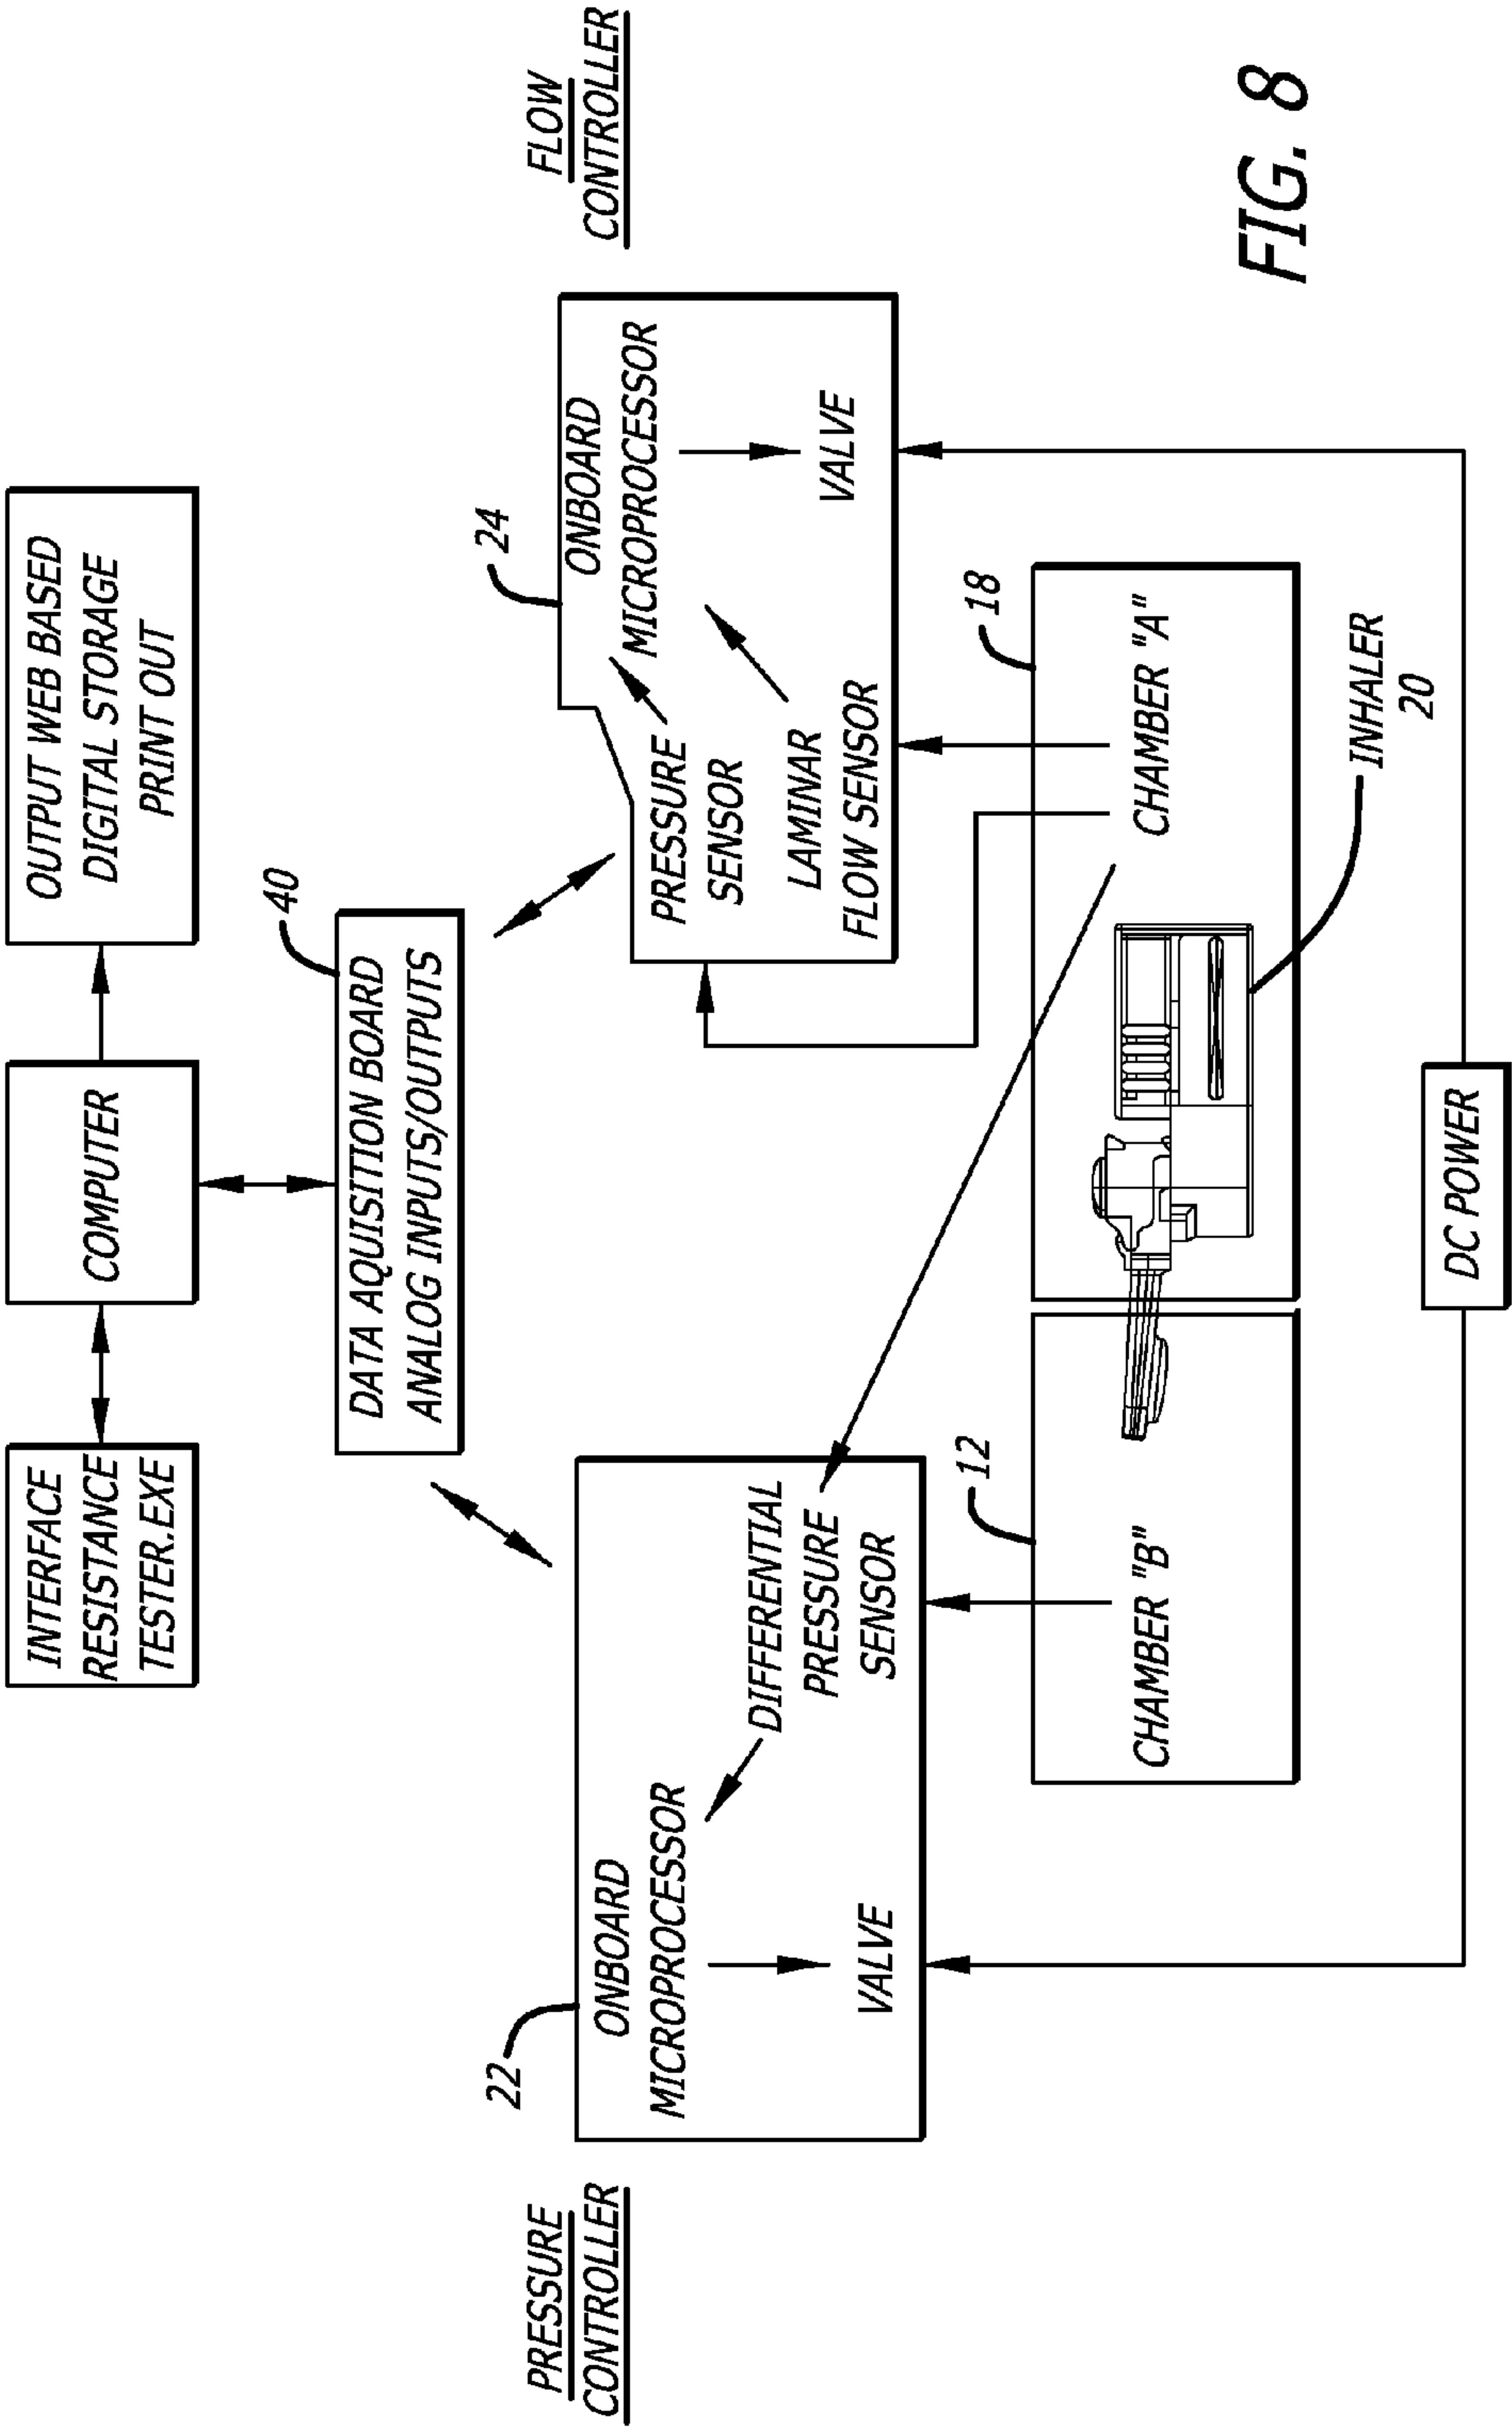 INTERFACE
RESISTANCE
TESTER.EXE
COMPUTER
OUTPUT WEB BASED
DIGITAL STORAGE
PRINT OUT
40
DATA AQUISITION BOARD
ANALOG INPUTS/OUTPUTS
PRESSURE
CONTROLLER
22
ONBOARD
MICROPROCESSOR
VALVE
DIFFERENTIAL
PRESSURE
SENSOR
24
ONBOARD
MICROPROCESSOR
PRESSURE
SENSOR
LAMINAR
FLOW SENSOR
VALVE
FLOW
CONTROLLER
12
CHAMBER "B"
18
CHAMBER "A"
INHALER
20
DC POWER
FIG. 8